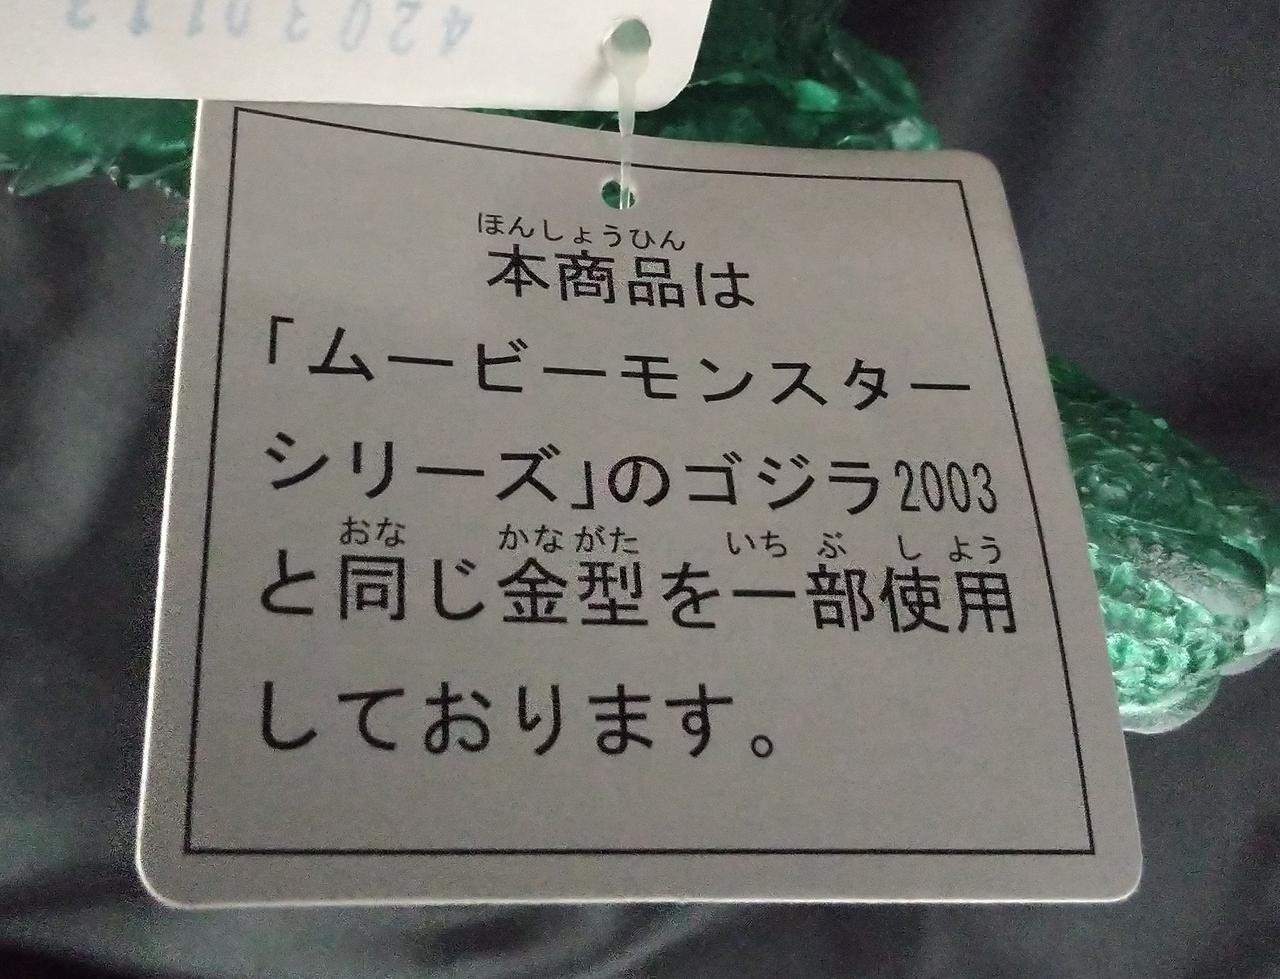 42030113
ほんしょうひん
本商品は
「ムービーモンスター
シリーズ」のゴジラ2003
おな かながた いちぶしよう
と同じ金型を一部使用
しております。